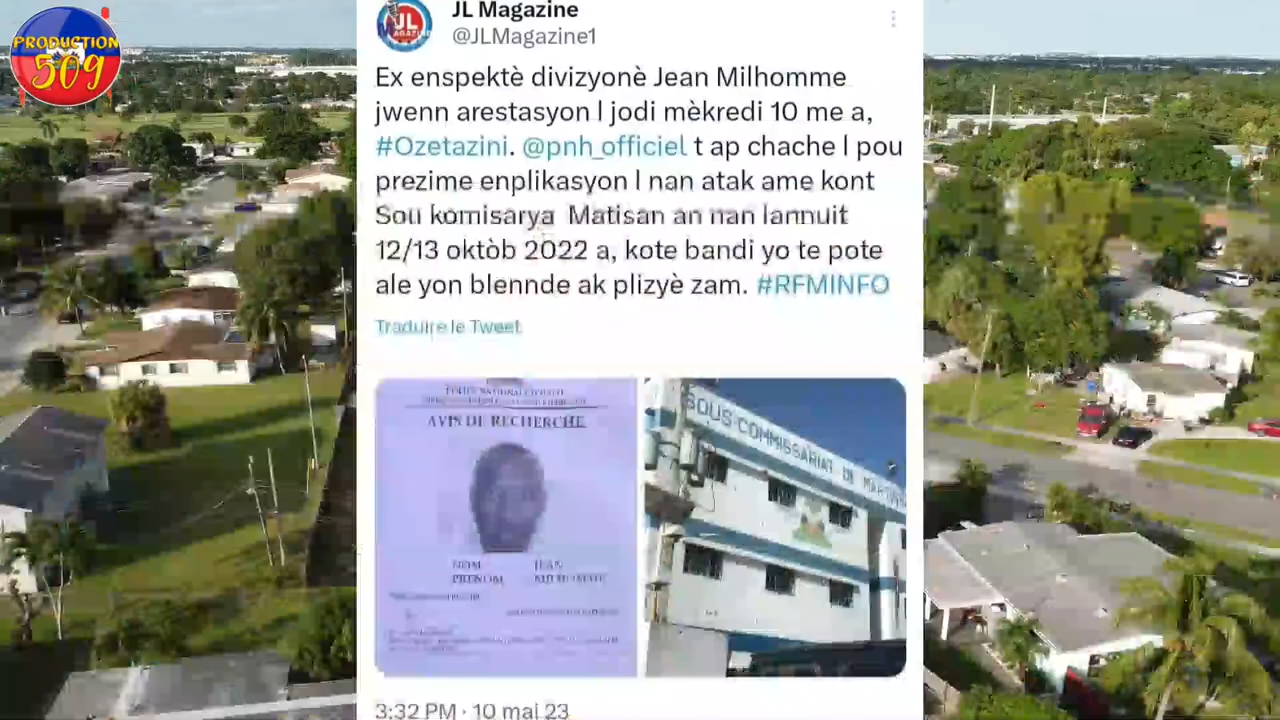 PRODUCTION
509
JL Magazine
@JLMagazine1
Ex enspektè divizyonè Jean Milhomme
jwenn arestasyon l jodi mèkredi 10 me a,
#Ozetazini. @pnh_officiel t ap chache l pou
prezime enplikasyon l nan atak ame kont
Sou komisarya Matisan an nan lannuit
12/13 oktòb 2022 a, kote bandi yo te pote
ale yon blennde ak plizyè zam. #RFMINFO
Traduire le Tweet
AVIS DE RECHERCHE
NOM JEAN
PRENOM MILHOMME
SOUS-COMMISSARIAT DE
3:32 PM · 10 mai 23